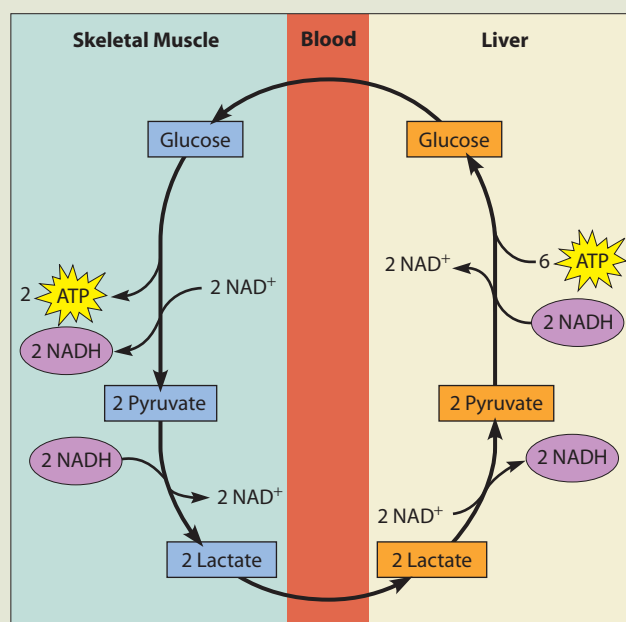 Skeletal Muscle
Blood
Liver
Glucose
Glucose
2 ATP
2 NAD⁺
2 NADH
2 NAD⁺
6 ATP
2 NADH
2 Pyruvate
2 Pyruvate
2 NADH
2 NAD⁺
2 NADH
2 NAD⁺
2 Lactate
2 Lactate